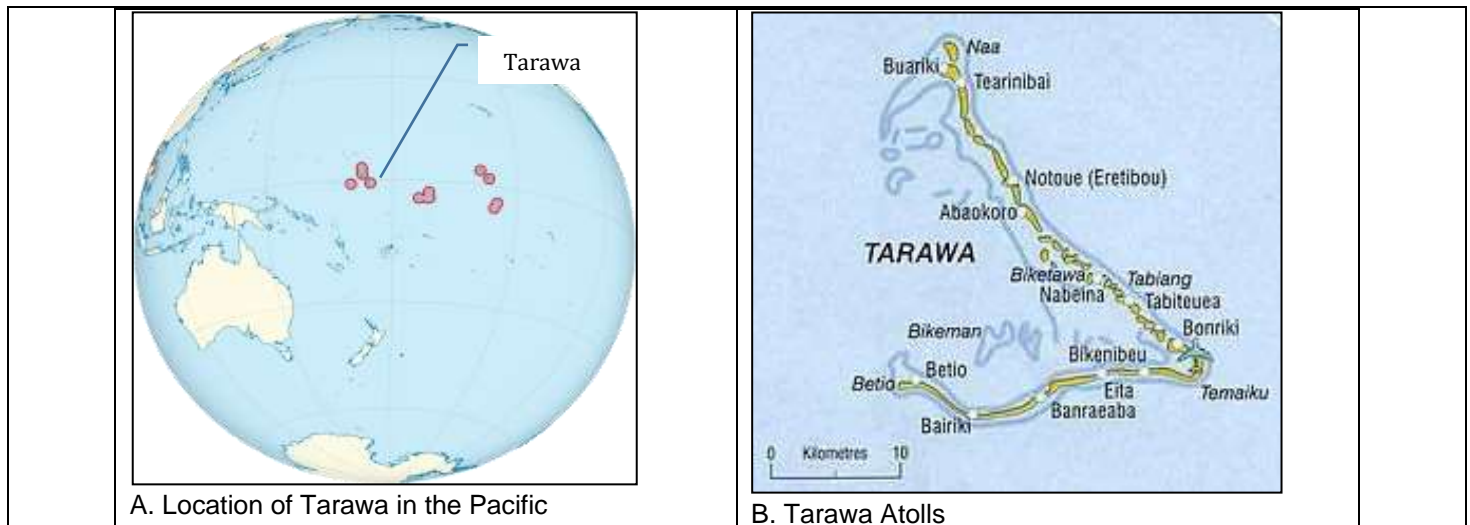 Tarawa
A. Location of Tarawa in the Pacific
Naa
Buariki
Tearinibai
Notoue (Eretibou)
Abaokoro
TARAWA
Biketawa
Tabiang
Nabeina
Tabiteuea
Bonriki
Bikeman
Bikenibeu
Betio
Betio
Eita
Temaiku
Banraeaba
Bairiki
0 Kilometres 10
B. Tarawa Atolls